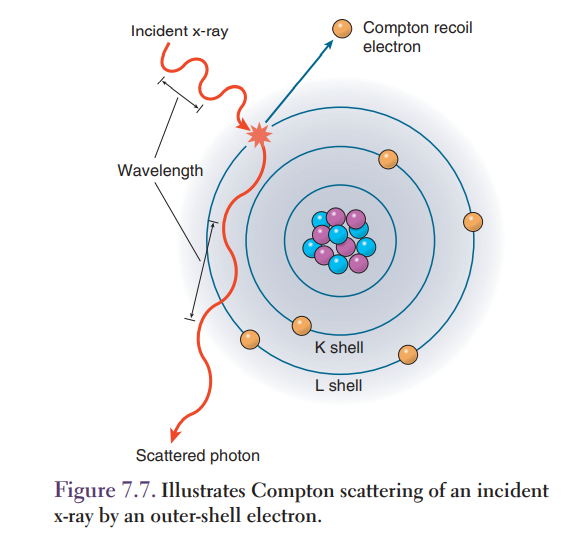 Incident x-ray
Compton recoil
electron
Wavelength
K shell
L shell
Scattered photon
Figure 7.7. Illustrates Compton scattering of an incident
x-ray by an outer-shell electron.